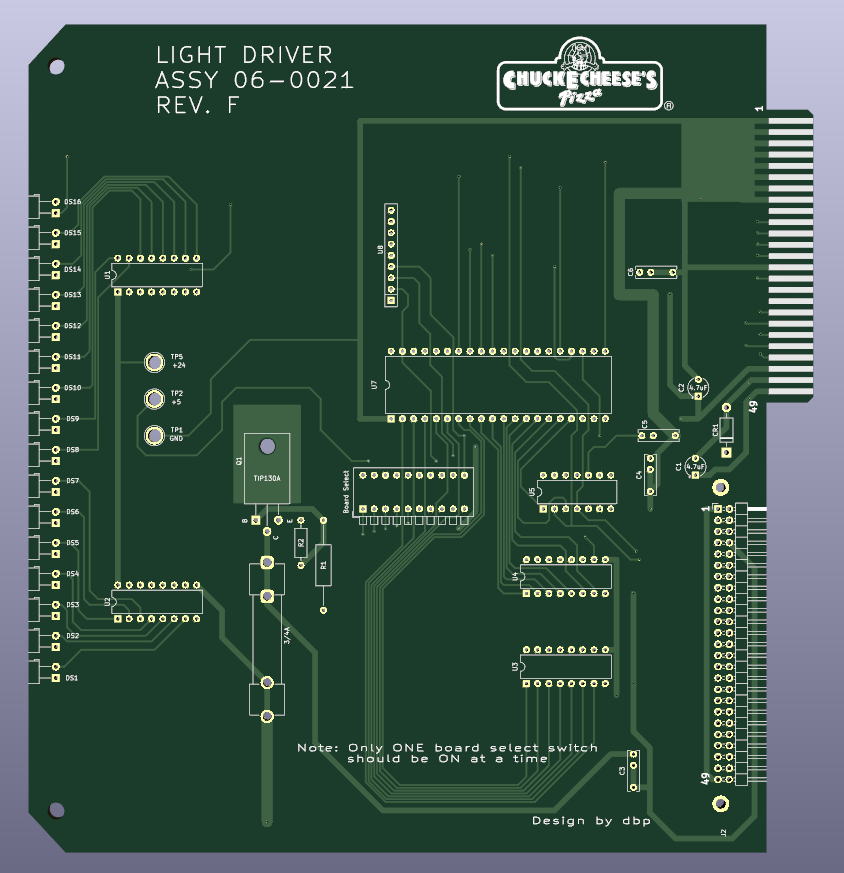 LIGHT DRIVER
ASSY 06-0021
REV. F
CHUCK E CHEESE'S
Pizza
®
1
DS16
DS15
U1
DS14
U8
C6
DS13
DS12
TP5
+24
DS11
U7
C2
4.7uF
DS10
TP2
+5
49
DS9
TP1
GND
C5
CR1
DS8
Q1
TIP130A
Board Select
C4
C1
4.7uF
DS7
U5
1
DS6
B
C
E
R2
DS5
R1
DS4
U4
DS3
U2
DS2
3/4A
U3
DS1
Note: Only ONE board select switch
should be ON at a time
C3
49
Design by dbp
J2